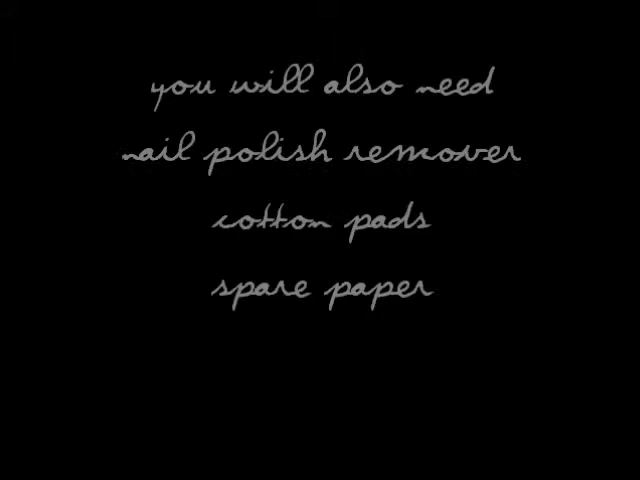 you will also need
nail polish remover
cotton pads
spare paper